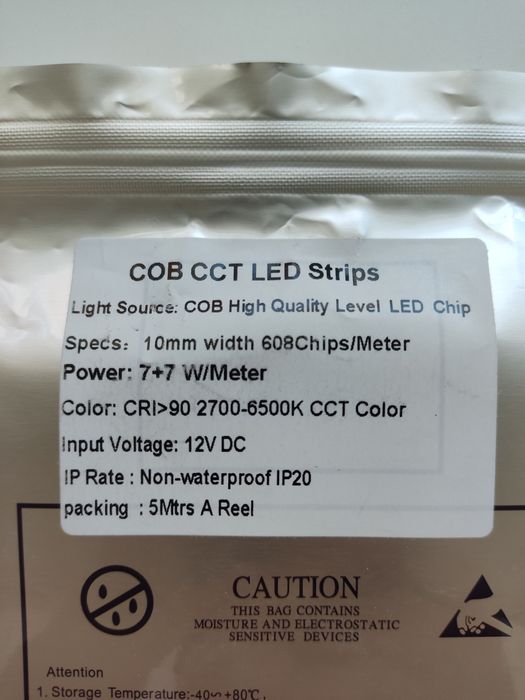 COB CCT LED Strips
Light Source: COB High Quality Level LED Chip
Specs: 10mm width 608Chips/Meter
Power: 7+7 W/Meter
Color: CRI>90 2700-6500K CCT Color
Input Voltage: 12V DC
IP Rate : Non-waterproof IP20
packing : 5Mtrs A Reel
CAUTION
THIS BAG CONTAINS
MOISTURE AND ELECTROSTATIC
SENSITIVE DEVICES
Attention
1. Storage Temperature:-40∽+80℃,